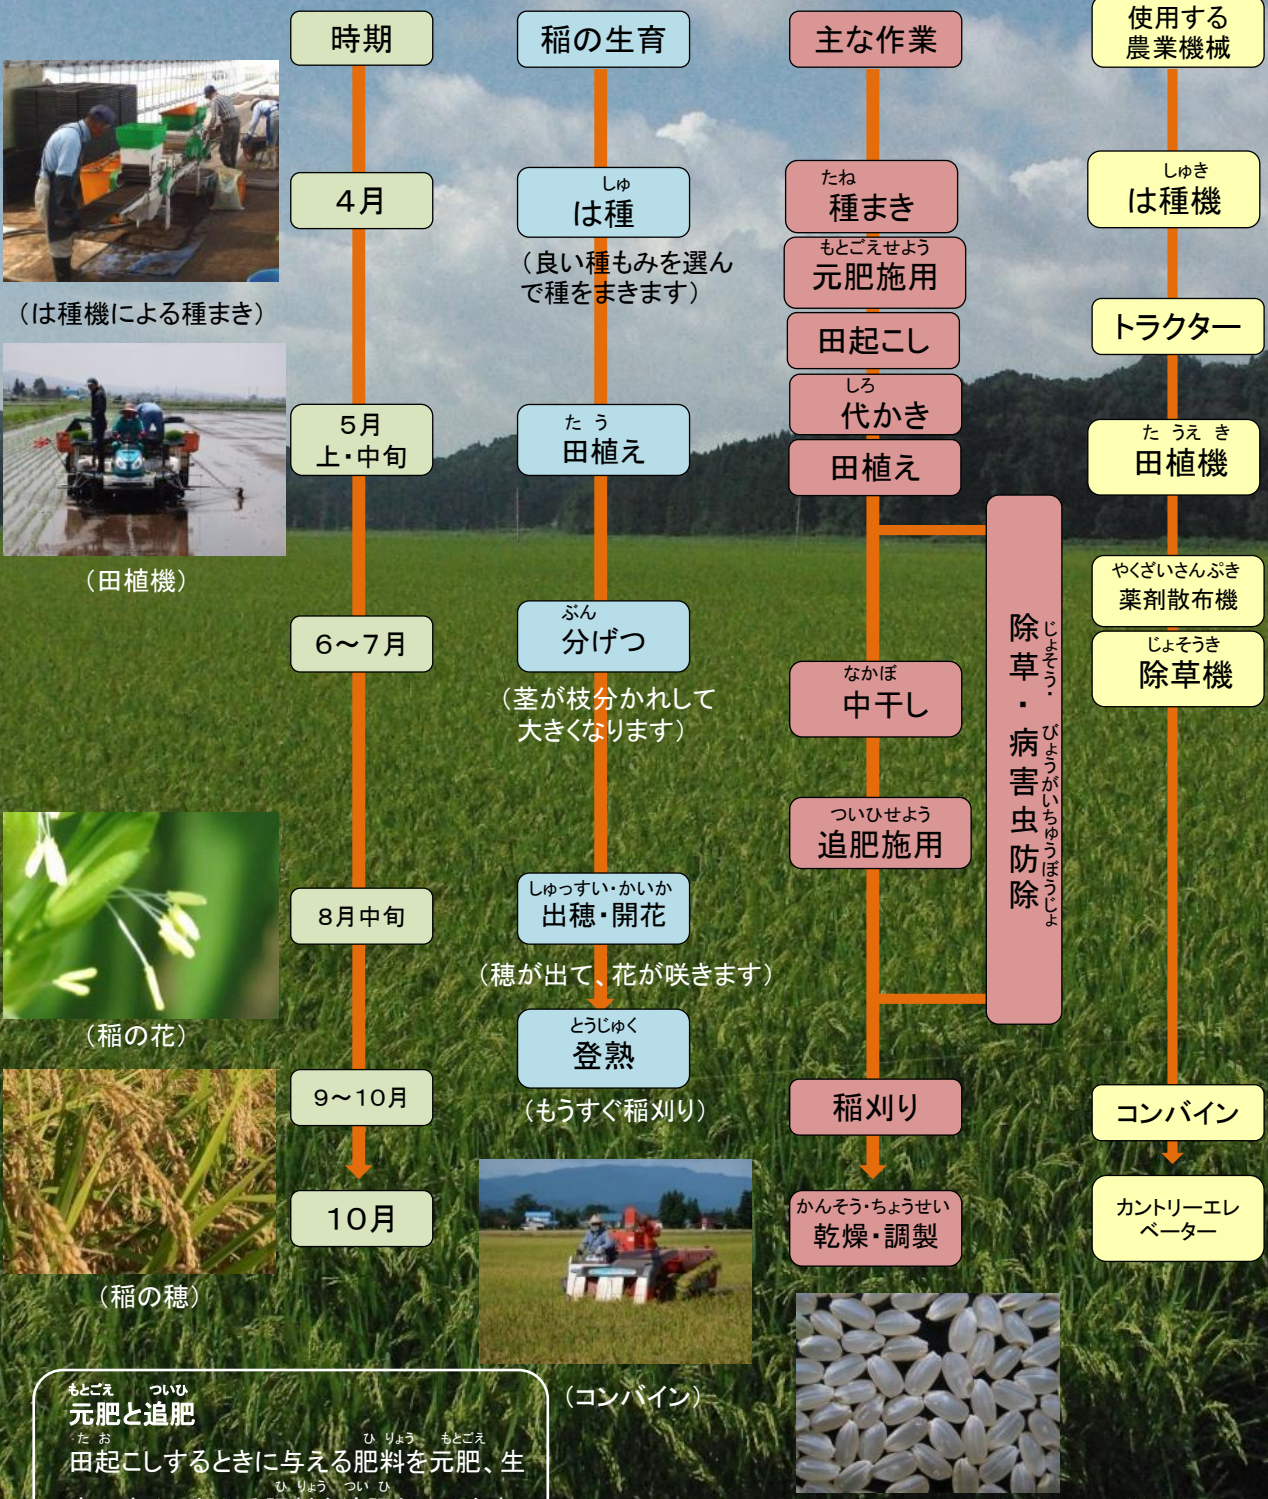 時期
稲の生育
主な作業
使用する
農業機械
4月
しゅ
は種
(良い種もみを選ん
で種をまきます)
たね
種まき
もとごえせよう
元肥施用
田起こし
しろ
代かき
田植え
しゅき
は種機
トラクター
(は種機による種まき)
5月
上・中旬
た う
田植え
た うえ き
田植機
(田植機)
6～7月
ぶん
分げつ
(茎が枝分かれして
大きくなります)
なかぼ
中干し
ついひせよう
追肥施用
除草・病害虫防除
じょそう・ びょうがいちゅうぼうじょ
やくざいさんぷき
薬剤散布機
じょそうき
除草機
8月中旬
しゅっすい・かいか
出穂・開花
(穂が出て、花が咲きます)
(稲の花)
とうじゅく
登熟
(もうすぐ稲刈り)
9～10月
稲刈り
コンバイン
10月
かんそう・ちょうせい
乾燥・調製
カントリーエレ
ベーター
(稲の穂)
(コンバイン)
もとごえ ついひ
元肥と追肥
た お ひ りょう もとごえ
田起こしするときに与える肥料を元肥、生
ひ りょう つい ひ